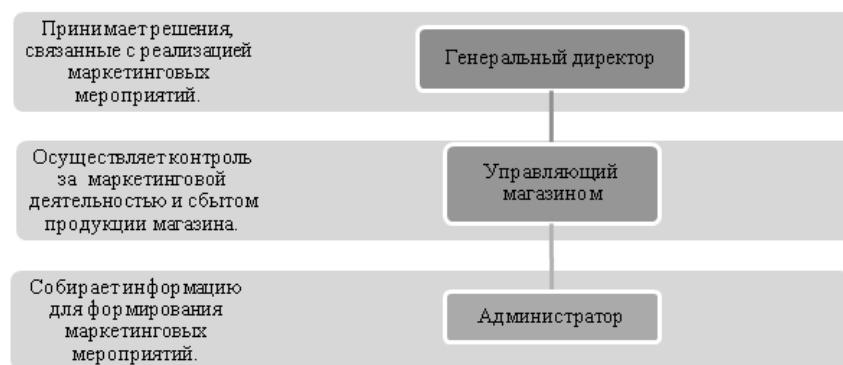 Принимает решения,
связанные с реализацией
маркетинговых
мероприятий.
Генеральный директор
Осуществляет контроль
за маркетинговой
деятельностью и сбытом
продукции магазина.
Управляющий
магазином
Собирает информацию
для формирования
маркетинговых
мероприятий.
Администратор